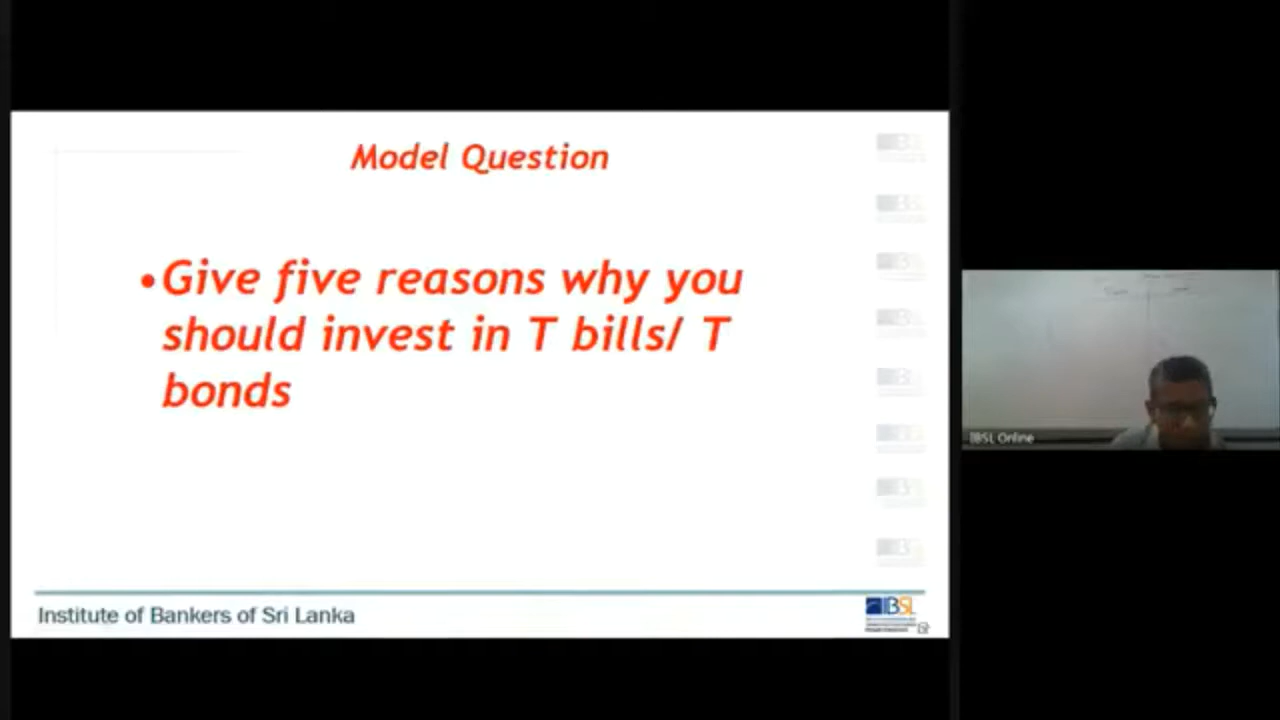 Model Question
•Give five reasons why you
should invest in T bills/ T
bonds
Institute of Bankers of Sri Lanka
IBSL
IBSL Online